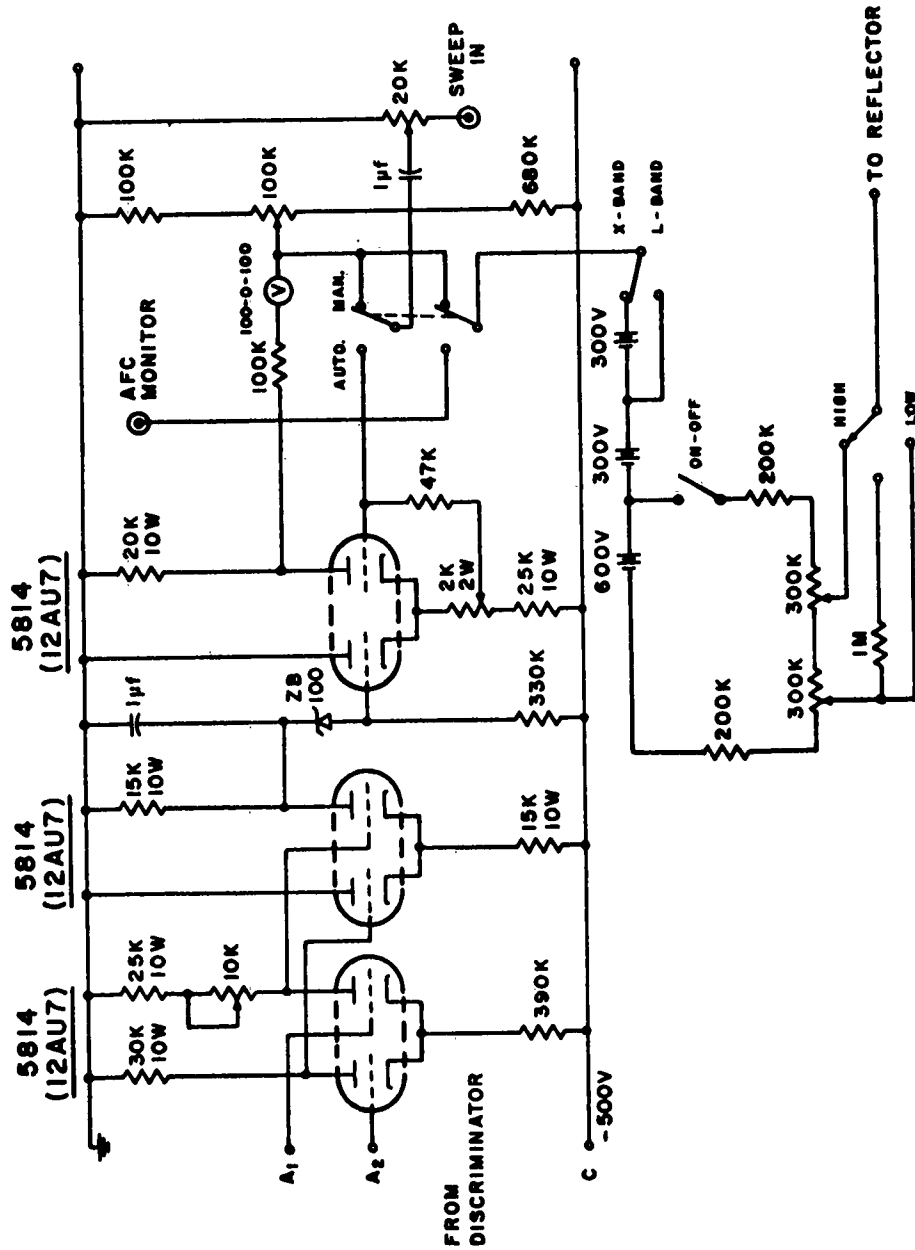 5814
(12AU7)
5814
(12AU7)
5814
(12AU7)
30K
10W
25K
10W
10K
15K
10W
1µf
20K
10W
AFC
MONITOR
100K
100-0-100
V
100K
100K
1µf
20K
SWEEP
IN
A1
A2
FROM
DISCRIMINATOR
ZB
100
AUTO.
MAN.
47K
2K
2W
390K
15K
10W
330K
25K
10W
680K
C
-500V
X-BAND
L-BAND
600V
300V
300V
ON-OFF
200K
200K
300K
300K
1M
HIGH
LOW
TO REFLECTOR